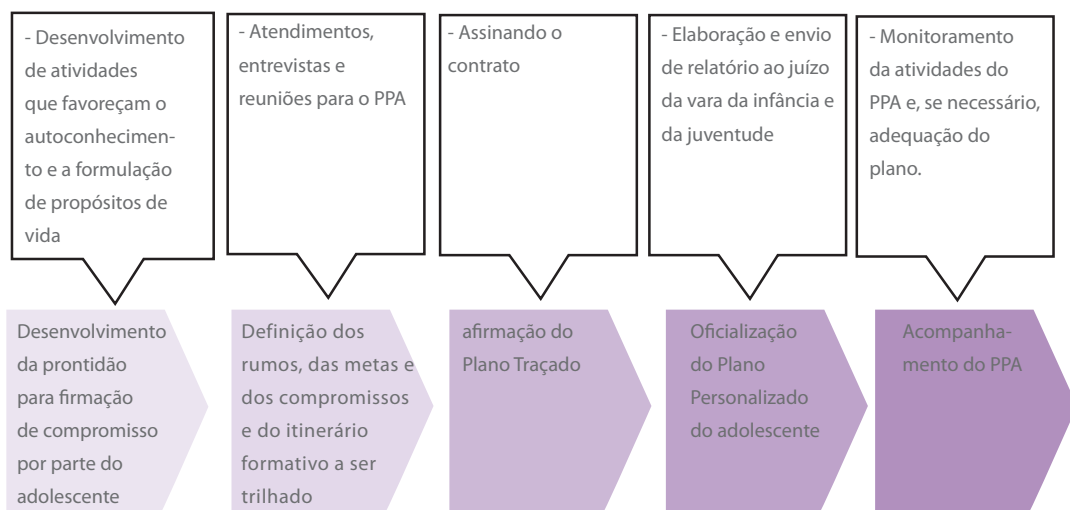 - Desenvolvimento
de atividades
que favoreçam o
autoconhecimen-
to e a formulação
de propósitos de
vida
- Atendimentos,
entrevistas e
reuniões para o PPA
- Assinando o
contrato
- Elaboração e envio
de relatório ao juízo
da vara da infância e
da juventude
- Monitoramento
da atividades do
PPA e, se necessário,
adequação do
plano.
Desenvolvimento
da prontidão
para firmação
de compromisso
por parte do
adolescente
Definição dos
rumos, das metas e
dos compromissos
e do itinerário
formativo a ser
trilhado
afirmação do
Plano Traçado
Oficialização
do Plano
Personalizado
do adolescente
Acompanha-
mento do PPA